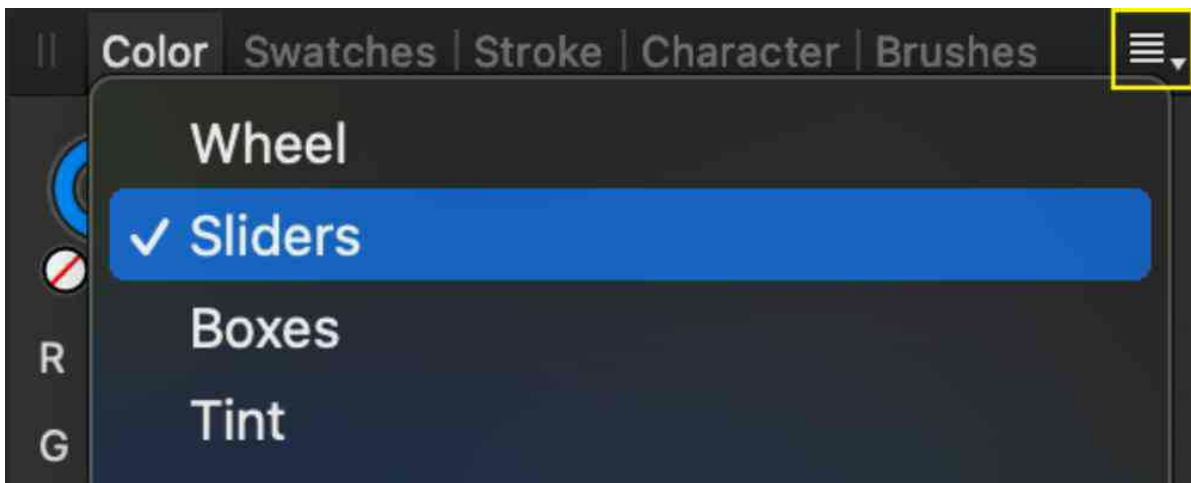 Color Swatches | Stroke | Character | Brushes
Wheel
✓ Sliders
Boxes
R
Tint
G